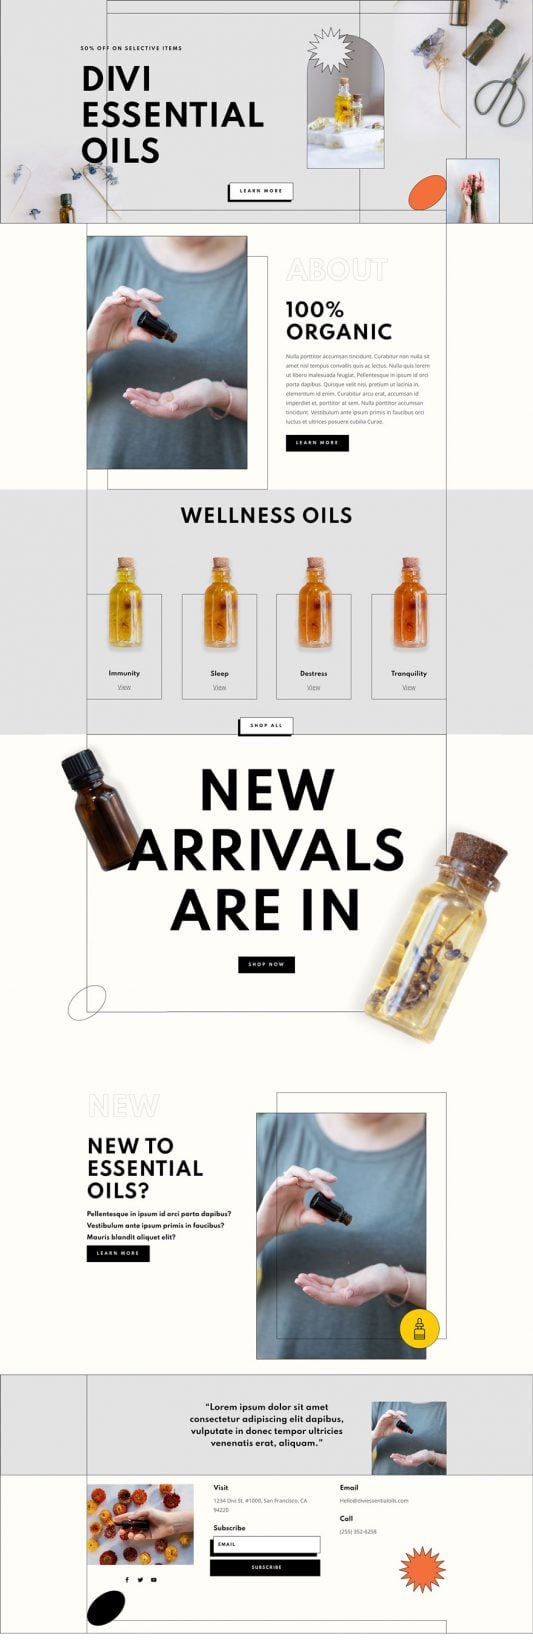 50% OFF ON SELECTIVE ITEMS
DIVI
ESSENTIAL
OILS
LEARN MORE
ABOUT
100%
ORGANIC
Nulla porttitor accumsan tincidunt. Curabitur non nulla sit
amet nisl tempus convallis quis ac lectus. Nulla quis lorem
ut libero malesuada feugiat. Pellentesque in ipsum id orci
porta dapibus. Quisque velit nisi, pretium ut lacinia in,
elementum id enim. Curabitur arcu erat, accumsan id
imperdiet et, porttitor at sem. Nulla porttitor accumsan
tincidunt. Vestibulum ante ipsum primis in faucibus orci
luctus et ultrices posuere cubilia Curae.
LEARN MORE
WELLNESS OILS
Immunity
View
Sleep
View
Destress
View
Tranquility
View
SHOP ALL
NEW
ARRIVALS
ARE IN
SHOP NOW
NEW
NEW TO
ESSENTIAL
OILS?
Pellentesque in ipsum id orci porta dapibus?
Vestibulum ante ipsum primis in faucibus?
Mauris blandit aliquet elit?
LEARN MORE
“Lorem ipsum dolor sit amet
consectetur adipiscing elit dapibus,
vulputate in donec tempor ultricies
venenatis erat, aliquam.”
Visit
1234 Divi St. #1000, San Francisco, CA
94220
Subscribe
EMAIL
SUBSCRIBE
Email
Hello@diviessentialoils.com
Call
(255) 352-6258